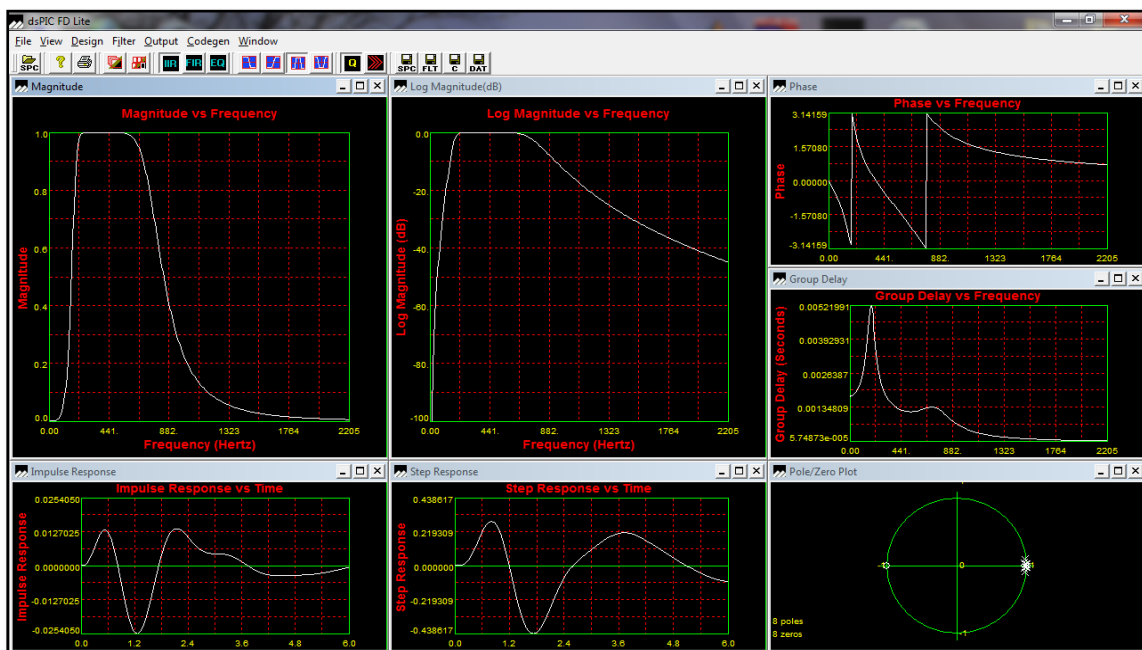 dsPIC FD Lite
File View Design Filter Output Codegen Window
SPC ? IIR FIR EQ Q SPC FLT C DAT
Magnitude
Magnitude vs Frequency
Magnitude
1.0
0.8
0.6
0.4
0.2
0.0
0.00 441. 882. 1323 1764 2205
Frequency (Hertz)
Log Magnitude(dB)
Log Magnitude vs Frequency
Log Magnitude (dB)
0.0
-20.
-40.
-60.
-80.
-100
0.00 441. 882. 1323 1764 2205
Frequency (Hertz)
Phase
Phase vs Frequency
Phase
3.14159
1.57080
0.00000
-1.57080
-3.14159
0.00 441. 882. 1323 1764 2205
Group Delay
Group Delay vs Frequency
Group Delay (Seconds)
0.00521991
0.00392931
0.0026387
0.00134809
5.74873e-005
0.00 441. 882. 1323 1764 2205
Impulse Response
Impulse Response vs Time
Impulse Response
0.0254050
0.0127025
0.0000000
-0.0127025
-0.0254050
0.0 1.2 2.4 3.6 4.8 6.0
Step Response
Step Response vs Time
Step Response
0.438617
0.219309
0.000000
-0.219309
-0.438617
0.0 1.2 2.4 3.6 4.8 6.0
Pole/Zero Plot
-1 0 1
-1
8 poles
8 zeros